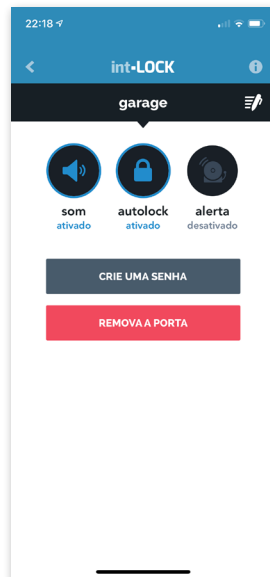 22:18
int-LOCK
garage
som
ativado
autolock
ativado
alerta
desativado
CRIE UMA SENHA
REMOVA A PORTA